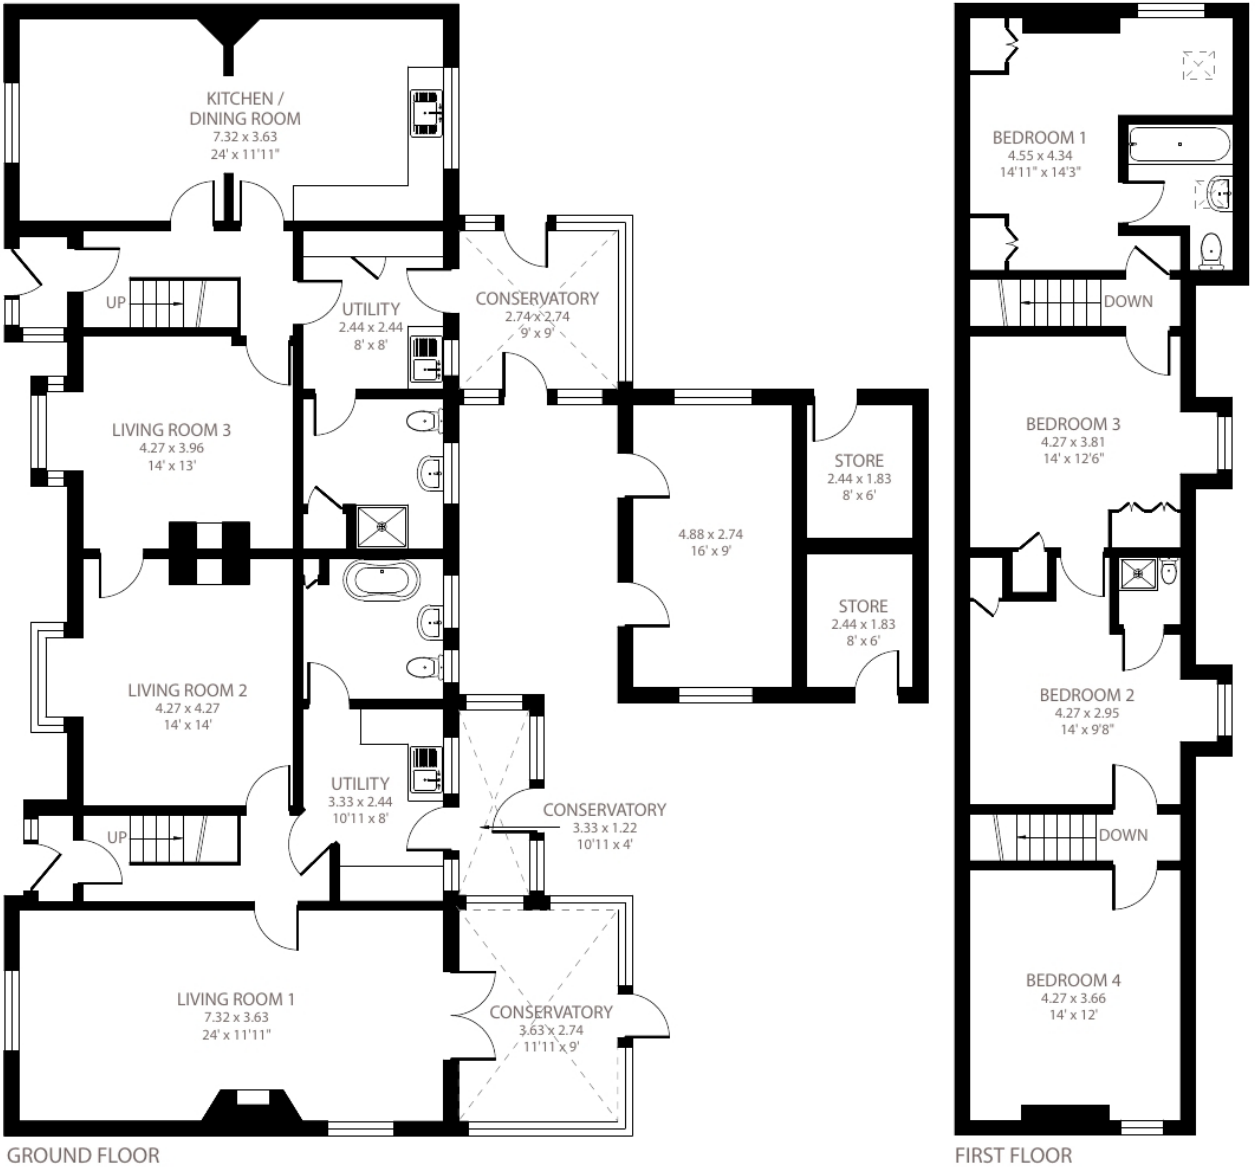 KITCHEN /
DINING ROOM
7.32 x 3.63
24' x 11'11"
UP
UTILITY
2.44 x 2.44
8' x 8'
CONSERVATORY
2.74 x 2.74
9' x 9'
LIVING ROOM 3
4.27 x 3.96
14' x 13'
4.88 x 2.74
16' x 9'
STORE
2.44 x 1.83
8' x 6'
STORE
2.44 x 1.83
8' x 6'
LIVING ROOM 2
4.27 x 4.27
14' x 14'
UTILITY
3.33 x 2.44
10'11 x 8'
CONSERVATORY
3.33 x 1.22
10'11 x 4'
UP
LIVING ROOM 1
7.32 x 3.63
24' x 11'11"
CONSERVATORY
3.63 x 2.74
11'11 x 9'
GROUND FLOOR
BEDROOM 1
4.55 x 4.34
14'11" x 14'3"
DOWN
BEDROOM 3
4.27 x 3.81
14' x 12'6"
BEDROOM 2
4.27 x 2.95
14' x 9'8"
DOWN
BEDROOM 4
4.27 x 3.66
14' x 12'
FIRST FLOOR